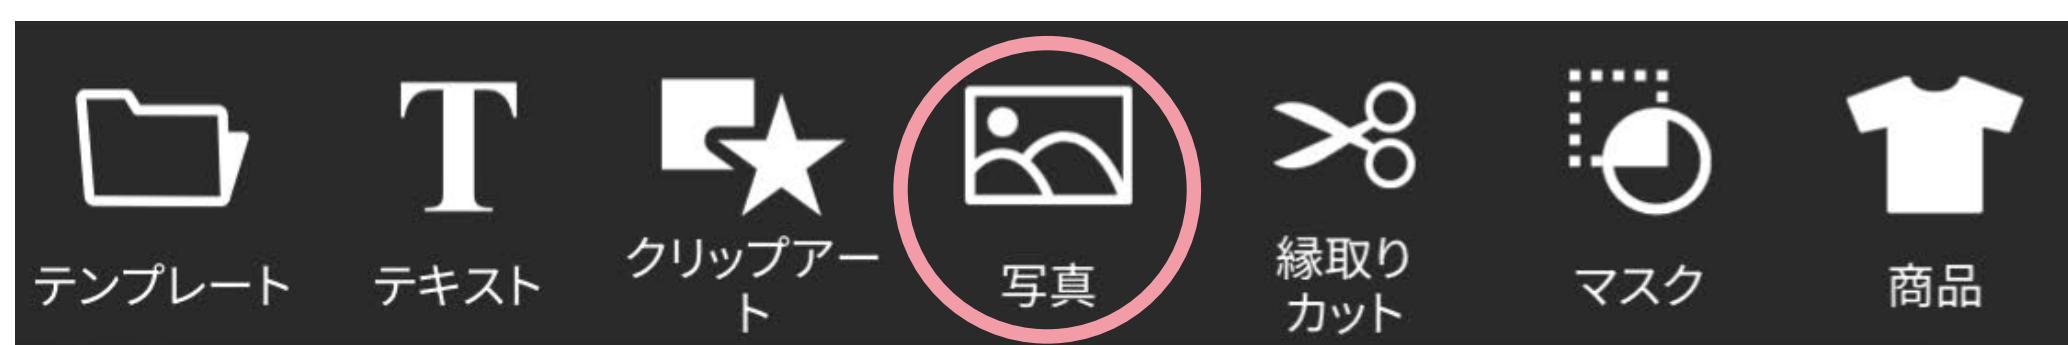 テンプレート
テキスト
クリップアー
ト
写真
縁取り
カット
マスク
商品